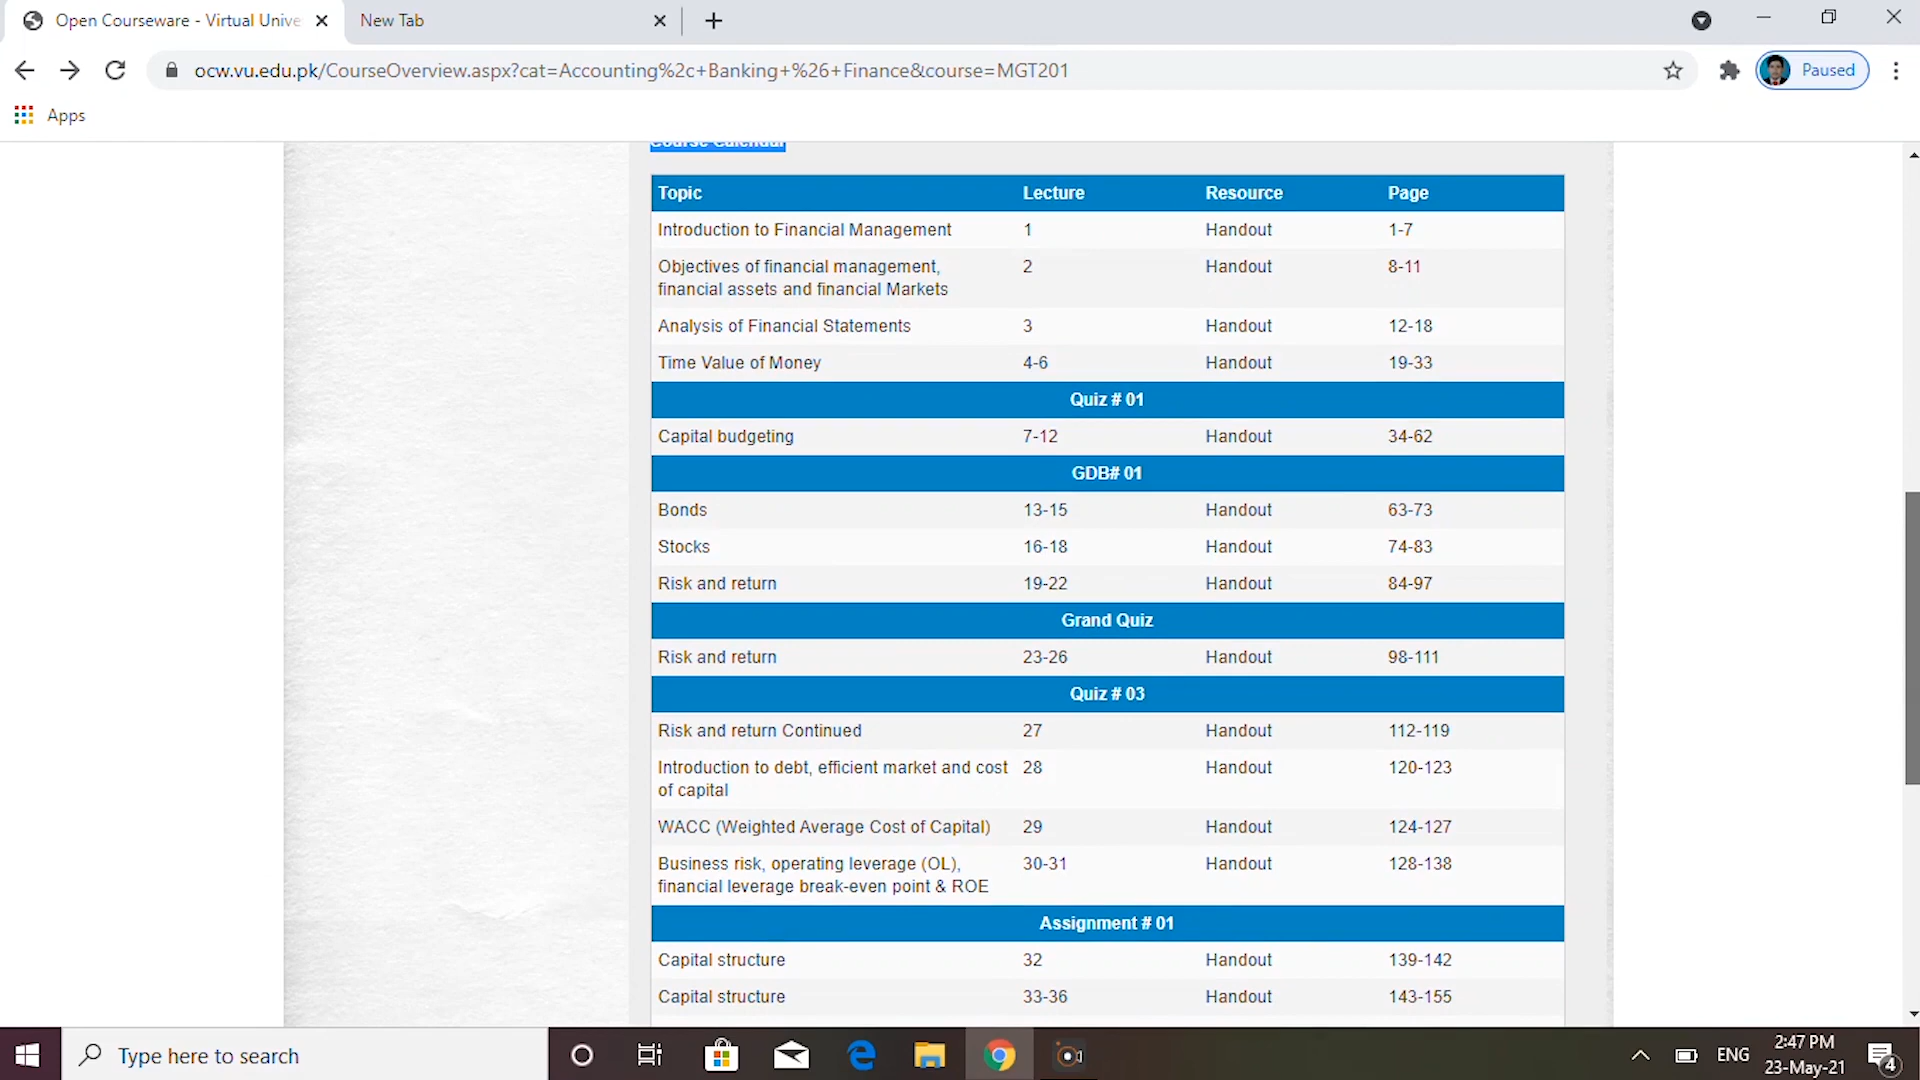 Open Courseware - Virtual Unive
New Tab
ocw.vu.edu.pk/CourseOverview.aspx?cat=Accounting%2c+Banking+%26+Finance&course=MGT201
Paused
Apps
Course Calendar
Topic Lecture Resource Page
Introduction to Financial Management 1 Handout 1-7
Objectives of financial management, 2 Handout 8-11
financial assets and financial Markets
Analysis of Financial Statements 3 Handout 12-18
Time Value of Money 4-6 Handout 19-33
Quiz # 01
Capital budgeting 7-12 Handout 34-62
GDB# 01
Bonds 13-15 Handout 63-73
Stocks 16-18 Handout 74-83
Risk and return 19-22 Handout 84-97
Grand Quiz
Risk and return 23-26 Handout 98-111
Quiz # 03
Risk and return Continued 27 Handout 112-119
Introduction to debt, efficient market and cost 28 Handout 120-123
of capital
WACC (Weighted Average Cost of Capital) 29 Handout 124-127
Business risk, operating leverage (OL), 30-31 Handout 128-138
financial leverage break-even point & ROE
Assignment # 01
Capital structure 32 Handout 139-142
Capital structure 33-36 Handout 143-155
Type here to search
ENG
2:47 PM
23-May-21
4